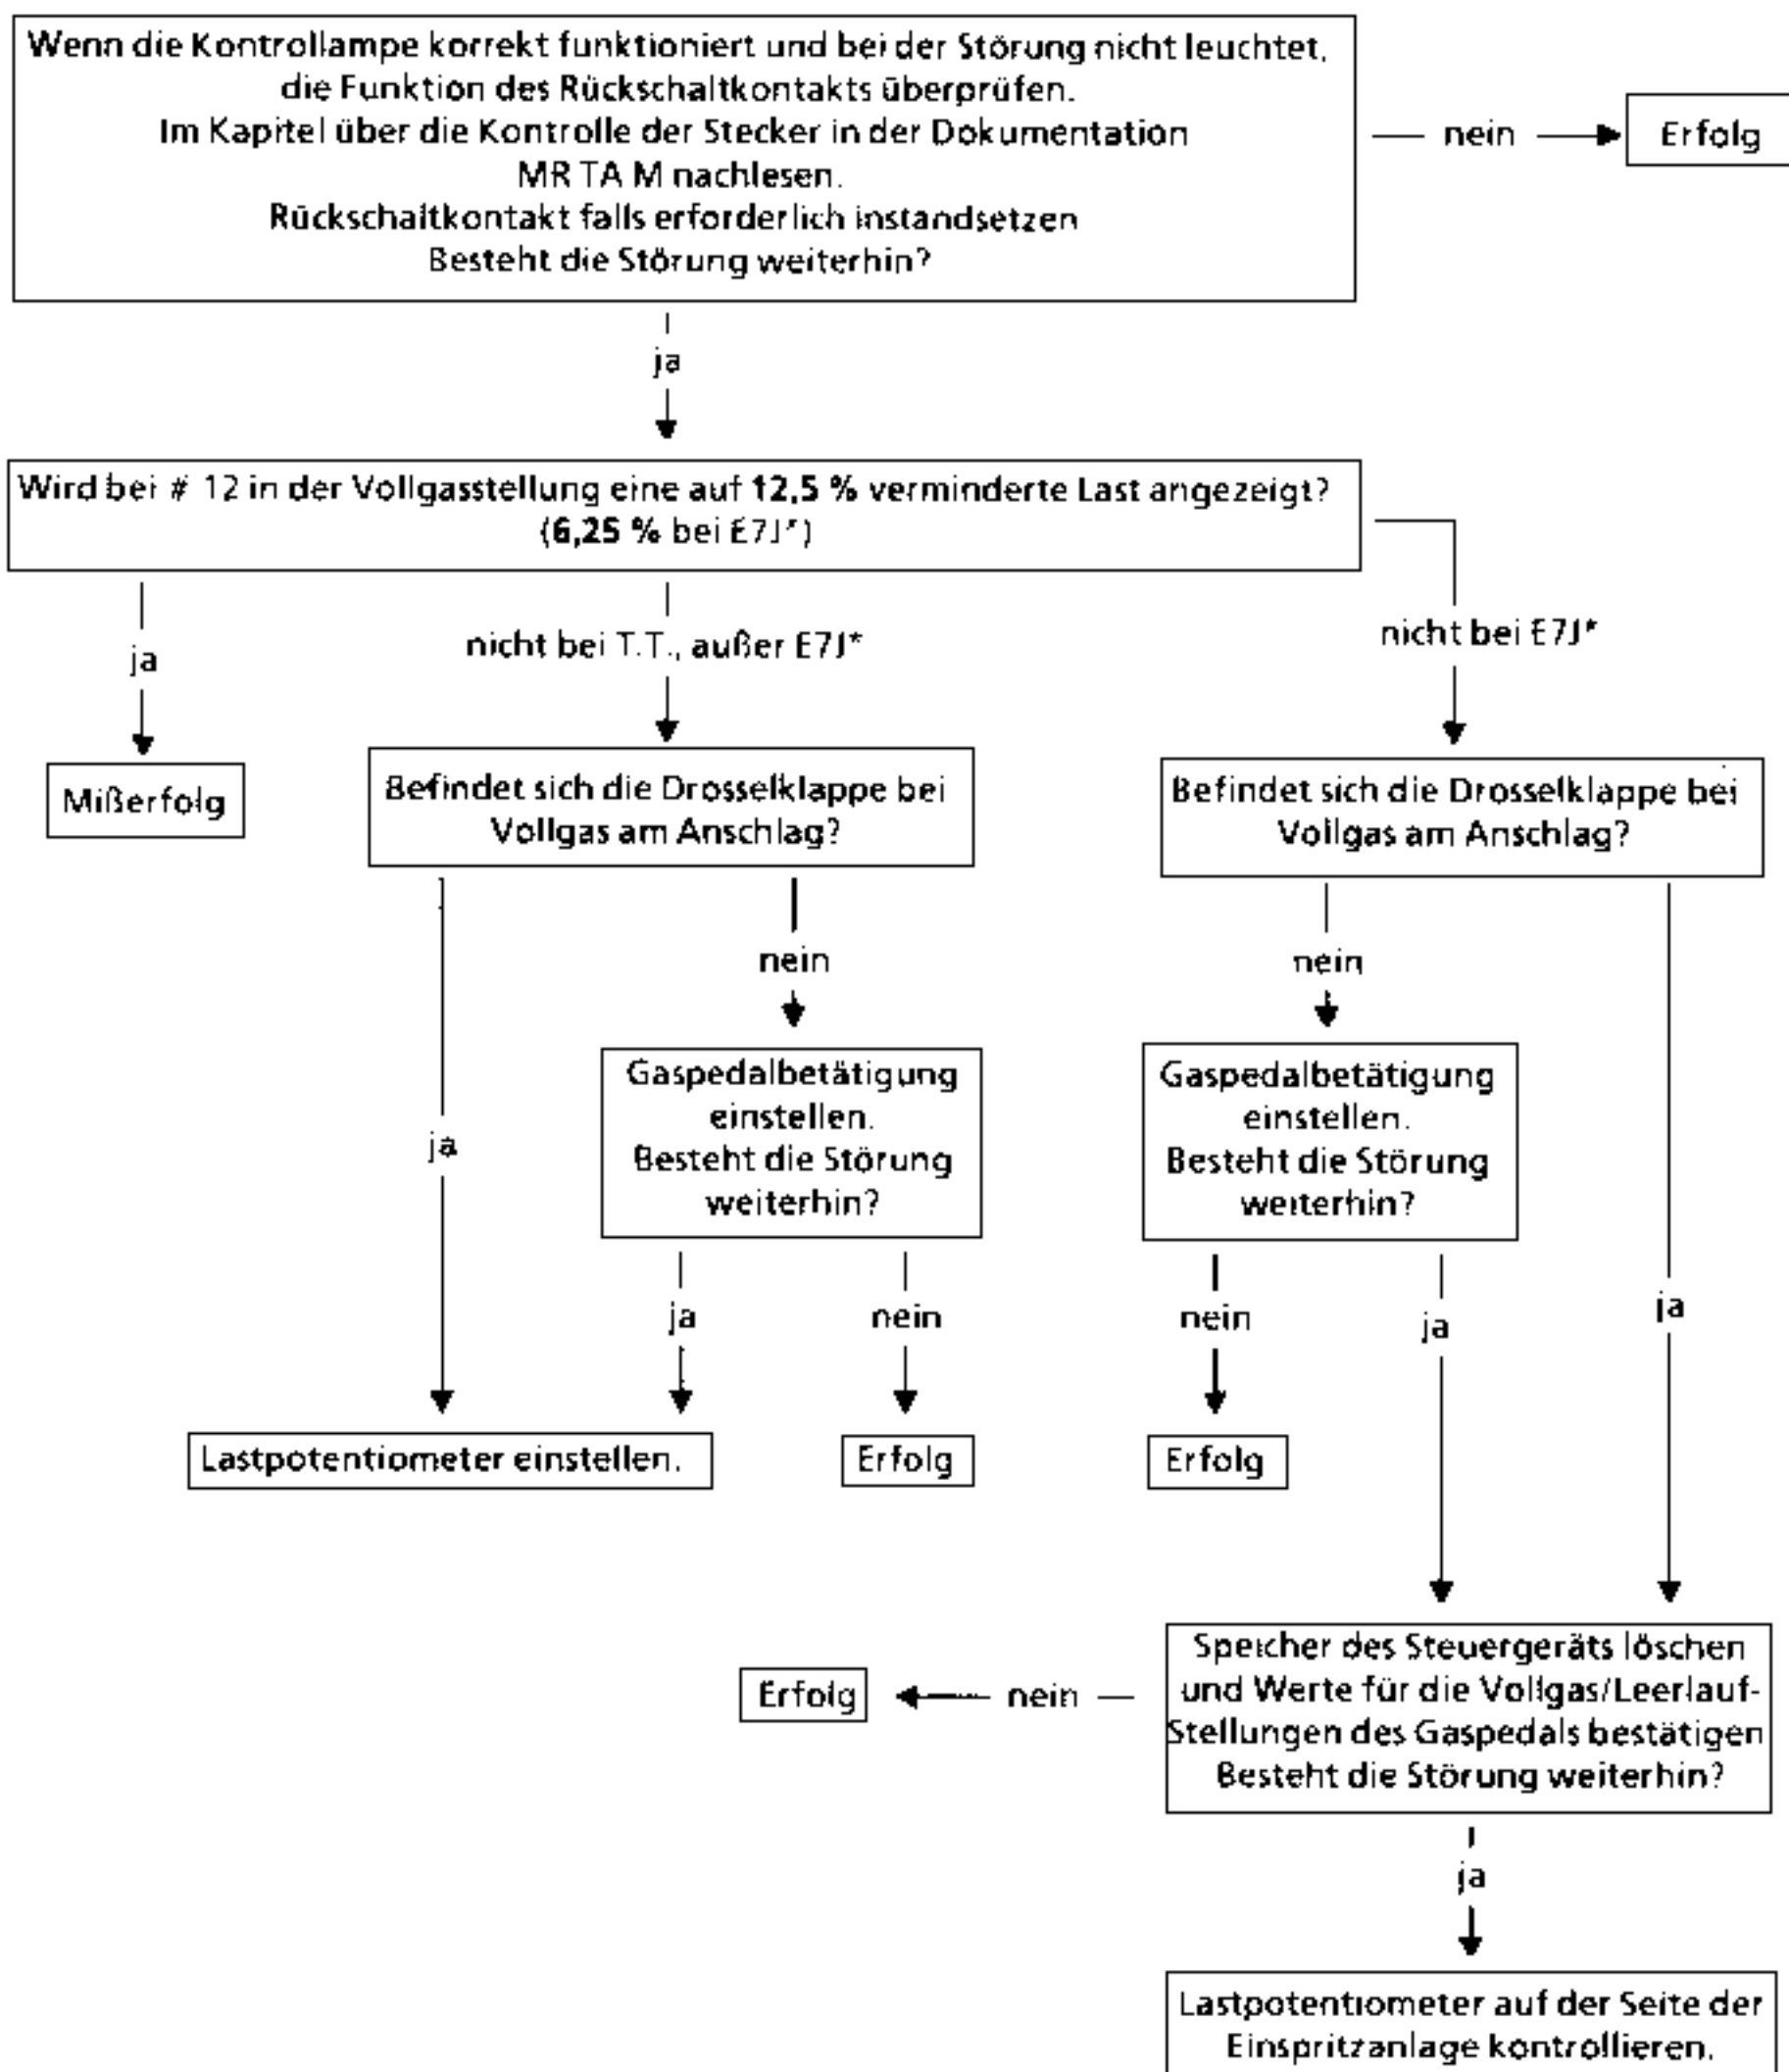 Wenn die Kontrollampe korrekt funktioniert und bei der Störung nicht leuchtet,
die Funktion des Rückschaltkontakts überprüfen.
Im Kapitel über die Kontrolle der Stecker in der Dokumentation
MR TA M nachlesen.
Rückschaltkontakt falls erforderlich instandsetzen
Besteht die Störung weiterhin?
nein
Erfolg
ja
Wird bei # 12 in der Vollgasstellung eine auf 12,5 % verminderte Last angezeigt?
(6,25 % bei E7J*)
ja
nicht bei T.T., außer E7J*
nicht bei E7J*
Mißerfolg
Befindet sich die Drosselklappe bei
Vollgas am Anschlag?
Befindet sich die Drosselklappe bei
Vollgas am Anschlag?
nein
nein
Gaspedalbetätigung
einstellen.
Besteht die Störung
weiterhin?
Gaspedalbetätigung
einstellen.
Besteht die Störung
weiterhin?
ja
ja
nein
nein
ja
ja
Lastpotentiometer einstellen.
Erfolg
Erfolg
Speicher des Steuergeräts löschen
und Werte für die Vollgas/Leerlauf-
Stellungen des Gaspedals bestätigen
Besteht die Störung weiterhin?
nein
Erfolg
ja
Lastpotentiometer auf der Seite der
Einspritzanlage kontrollieren.